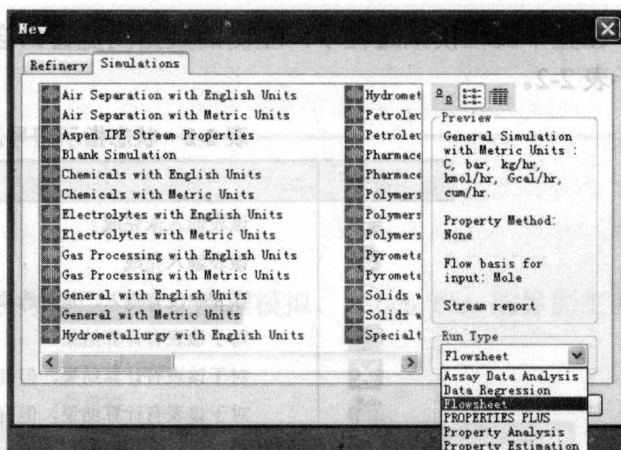 表 2-2。
New
Refinery
Simulations
Air Separation with English Units
Air Separation with Metric Units
Aspen IPE Stream Properties
Blank Simulation
Chemicals with English Units
Chemicals with Metric Units
Electrolytes with English Units
Electrolytes with Metric Units
Gas Processing with English Units
Gas Processing with Metric Units
General with English Units
General with Metric Units
Hydrometallurgy with English Units
Hydromet
Petroleu
Petroleu
Pharmace
Pharmace
Polymers
Polymers
Polymers
Pyromete
Pyromete
Solids w
Solids w
Specialt
Preview
General Simulation
with Metric Units :
C, bar, kg/hr,
kmol/hr, Gcal/hr,
cum/hr.
Property Method:
None
Flow basis for
input: Mole
Stream report
Run Type
Flowsheet
Assay Data Analysis
Data Regression
Flowsheet
PROPERTIES PLUS
Property Analysis
Property Estimation